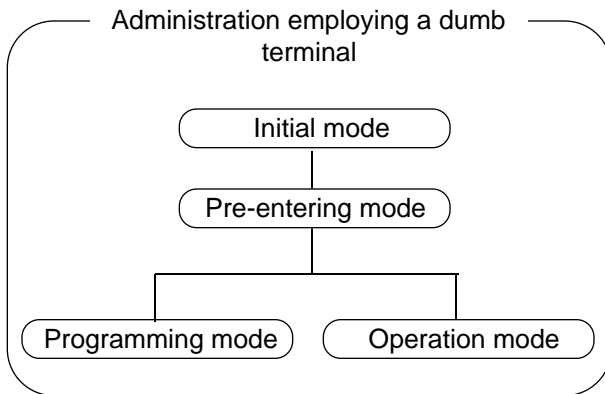 Administration employing a dumb
terminal
Initial mode
Pre-entering mode
Programming mode
Operation mode